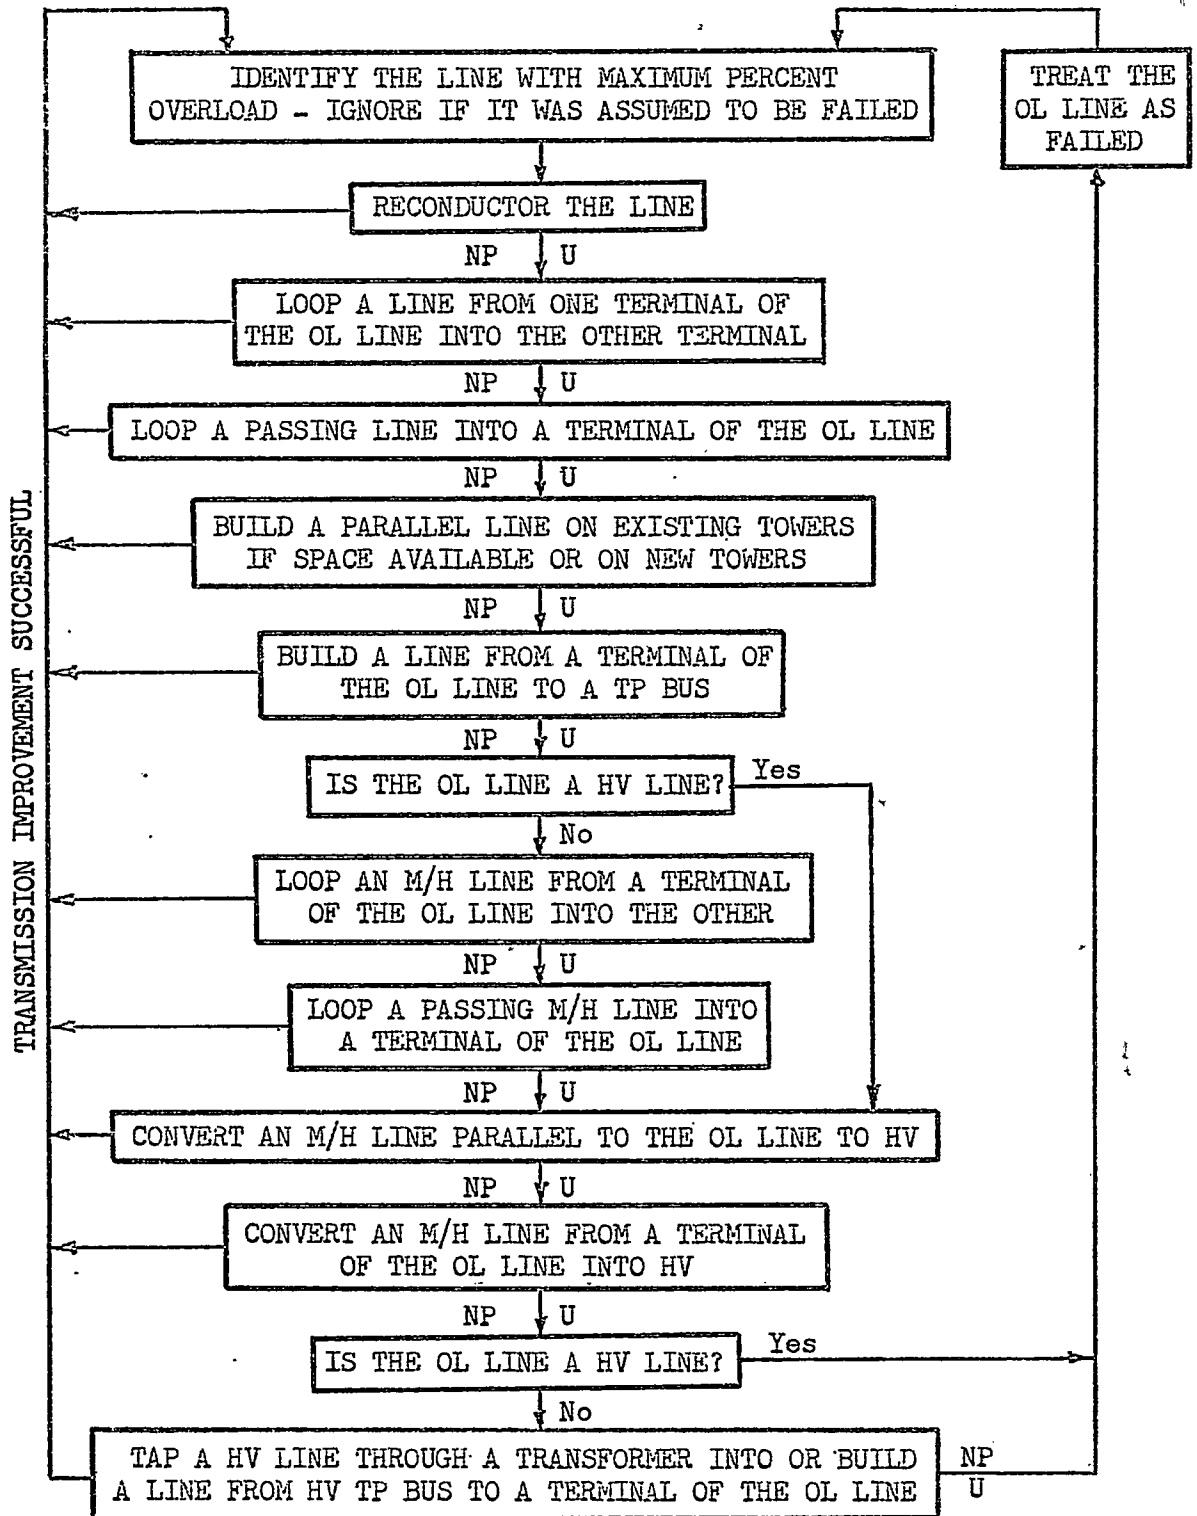 IDENTIFY THE LINE WITH MAXIMUM PERCENT
OVERLOAD - IGNORE IF IT WAS ASSUMED TO BE FAILED
TREAT THE
OL LINE AS
FAILED
RECONDUCTOR THE LINE
NP U
LOOP A LINE FROM ONE TERMINAL OF
THE OL LINE INTO THE OTHER TERMINAL
NP U
LOOP A PASSING LINE INTO A TERMINAL OF THE OL LINE
NP U
BUILD A PARALLEL LINE ON EXISTING TOWERS
IF SPACE AVAILABLE OR ON NEW TOWERS
NP U
BUILD A LINE FROM A TERMINAL OF
THE OL LINE TO A TP BUS
NP U
IS THE OL LINE A HV LINE?
Yes
No
LOOP AN M/H LINE FROM A TERMINAL
OF THE OL LINE INTO THE OTHER
NP U
LOOP A PASSING M/H LINE INTO
A TERMINAL OF THE OL LINE
NP U
CONVERT AN M/H LINE PARALLEL TO THE OL LINE TO HV
NP U
CONVERT AN M/H LINE FROM A TERMINAL
OF THE OL LINE INTO HV
NP U
IS THE OL LINE A HV LINE?
Yes
No
TAP A HV LINE THROUGH A TRANSFORMER INTO OR BUILD
A LINE FROM HV TP BUS TO A TERMINAL OF THE OL LINE
NP
U
TRANSMISSION IMPROVEMENT SUCCESSFUL